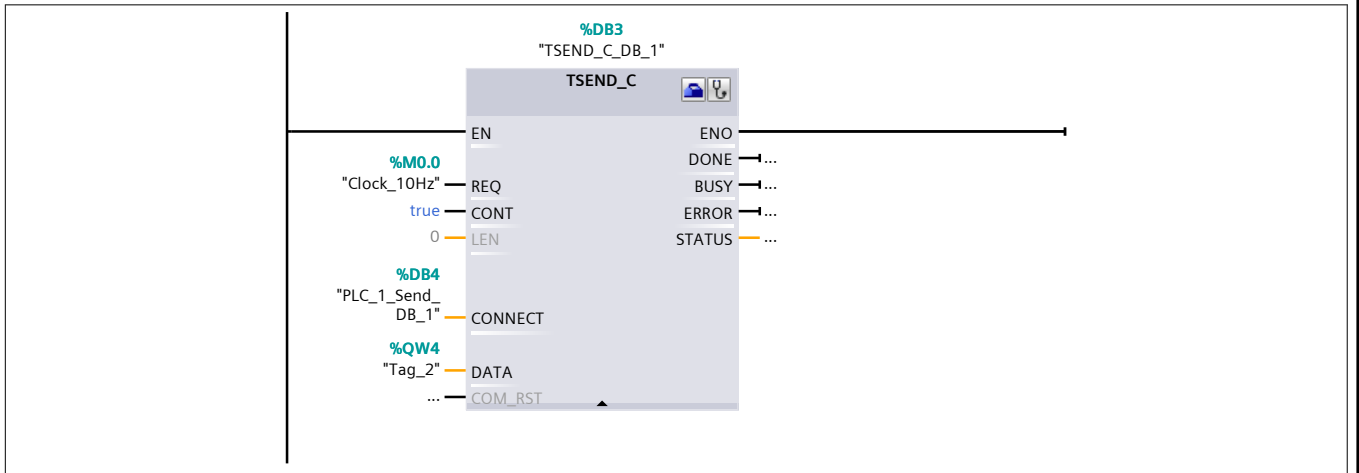 %DB3
"TSEND_C_DB_1"
TSEND_C
EN ENO
DONE ...
%M0.0
"Clock_10Hz" REQ BUSY ...
true CONT ERROR ...
0 LEN STATUS ...
%DB4
"PLC_1_Send_
DB_1" CONNECT
%QW4
"Tag_2" DATA
... COM_RST